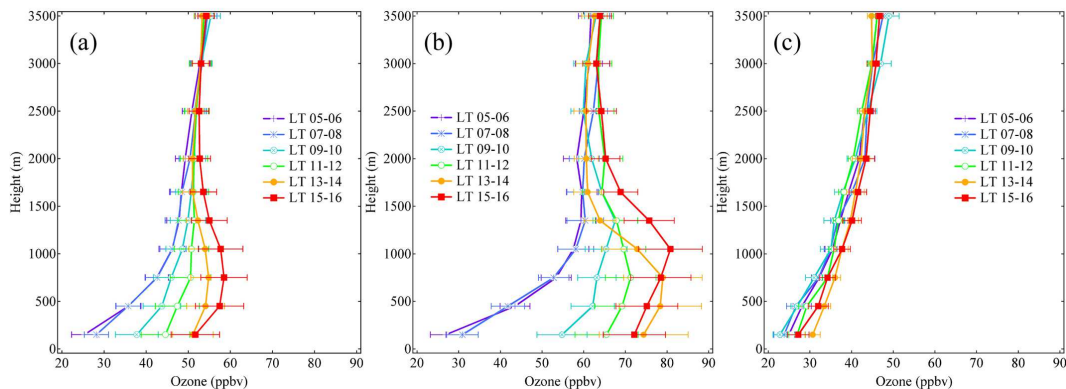 (a)
3500
3000
2500
2000
1500
1000
500
0
Height (m)
LT 05-06
LT 07-08
LT 09-10
LT 11-12
LT 13-14
LT 15-16
20 30 40 50 60 70 80 90
Ozone (ppbv)
(b)
3500
3000
2500
2000
1500
1000
500
0
Height (m)
LT 05-06
LT 07-08
LT 09-10
LT 11-12
LT 13-14
LT 15-16
20 30 40 50 60 70 80 90
Ozone (ppbv)
(c)
3500
3000
2500
2000
1500
1000
500
0
Height (m)
LT 05-06
LT 07-08
LT 09-10
LT 11-12
LT 13-14
LT 15-16
20 30 40 50 60 70 80 90
Ozone (ppbv)